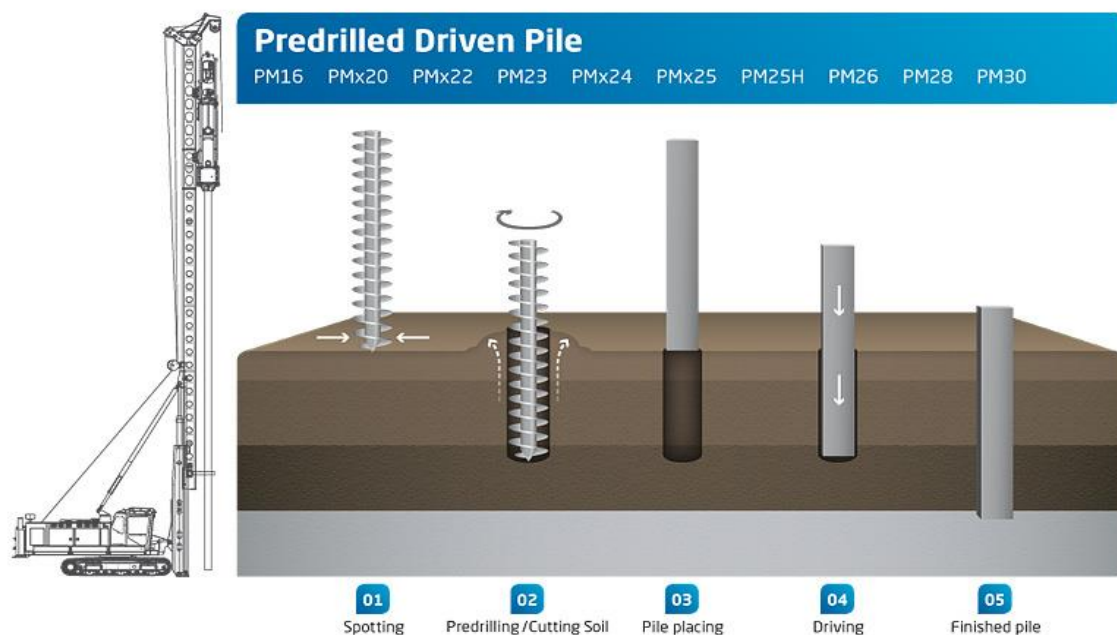 Predrilled Driven Pile
PM16 PMx20 PMx22 PM23 PMx24 PMx25 PM25H PM26 PM28 PM30
01 02 03 04 05
Spotting Predrilling/Cutting Soil Pile placing Driving Finished pile